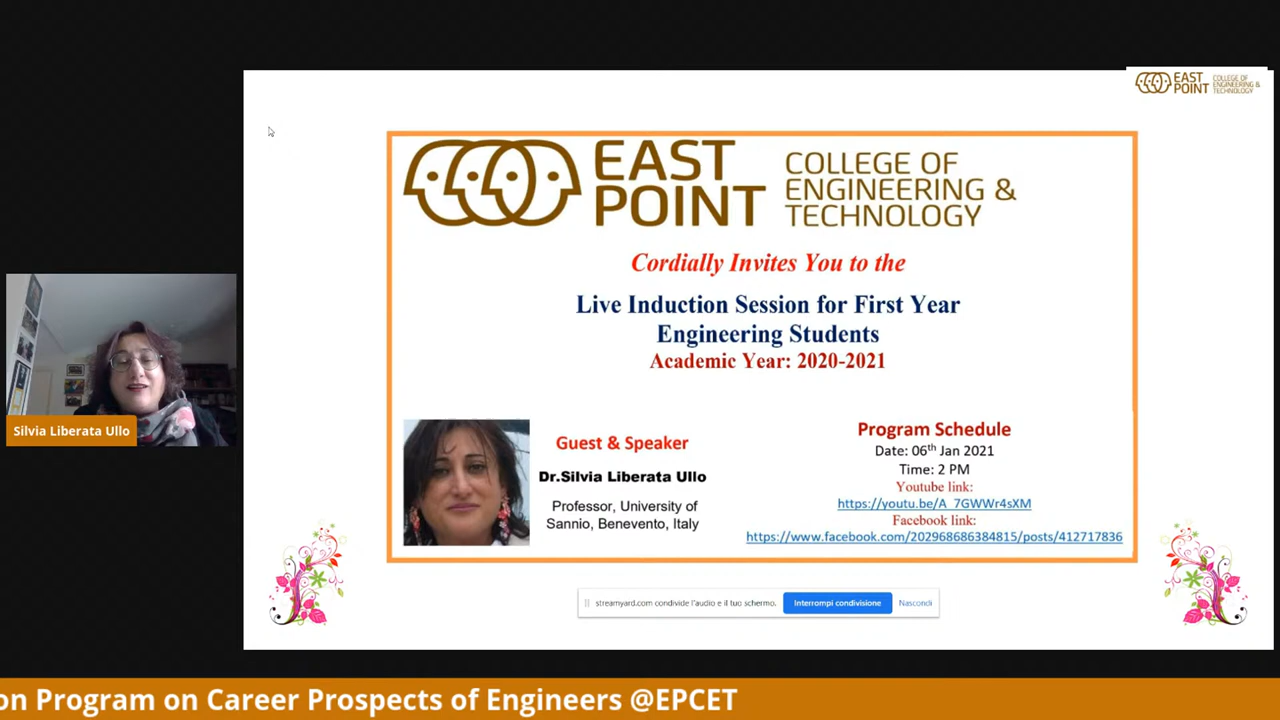 EAST
POINT
COLLEGE OF
ENGINEERING &
TECHNOLOGY
EAST
POINT
COLLEGE OF
ENGINEERING &
TECHNOLOGY
Cordially Invites You to the
Live Induction Session for First Year
Engineering Students
Academic Year: 2020-2021
Guest & Speaker
Dr.Silvia Liberata Ullo
Professor, University of
Sannio, Benevento, Italy
Program Schedule
Date: 06th Jan 2021
Time: 2 PM
Youtube link:
https://youtu.be/A_7GWWr4sXM
Facebook link:
https://www.facebook.com/202968686384815/posts/412717836
Silvia Liberata Ullo
streamyard.com condivide l'audio e il tuo schermo.
Interrompi condivisione
Nascondi
on Program on Career Prospects of Engineers @EPCET